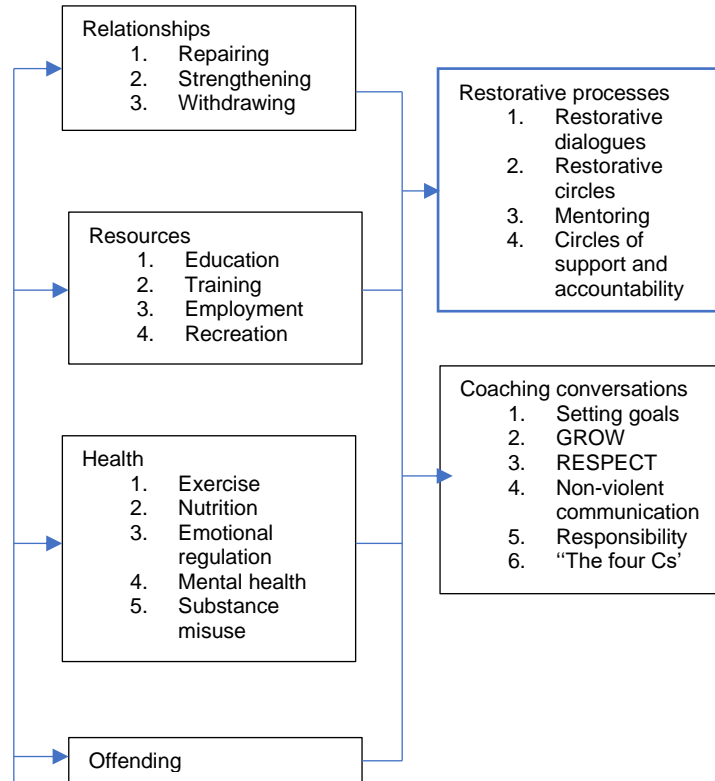 Relationships
1. Repairing
2. Strengthening
3. Withdrawing
Resources
1. Education
2. Training
3. Employment
4. Recreation
Health
1. Exercise
2. Nutrition
3. Emotional
regulation
4. Mental health
5. Substance
misuse
Offending
Restorative processes
1. Restorative
dialogues
2. Restorative
circles
3. Mentoring
4. Circles of
support and
accountability
Coaching conversations
1. Setting goals
2. GROW
3. RESPECT
4. Non-violent
communication
5. Responsibility
6. “The four Cs’